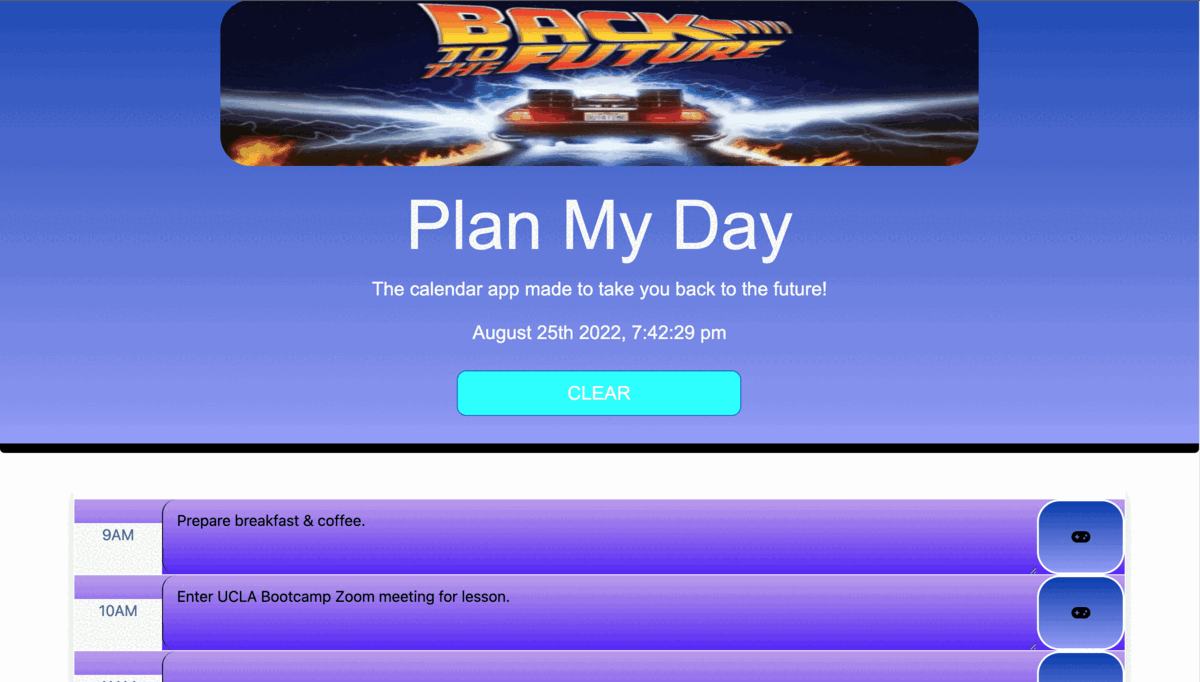 BACK
TO
THE FUTURE
Plan My Day
The calendar app made to take you back to the future!
August 25th 2022, 7:42:29 pm
CLEAR
9AM
Prepare breakfast & coffee.
10AM
Enter UCLA Bootcamp Zoom meeting for lesson.